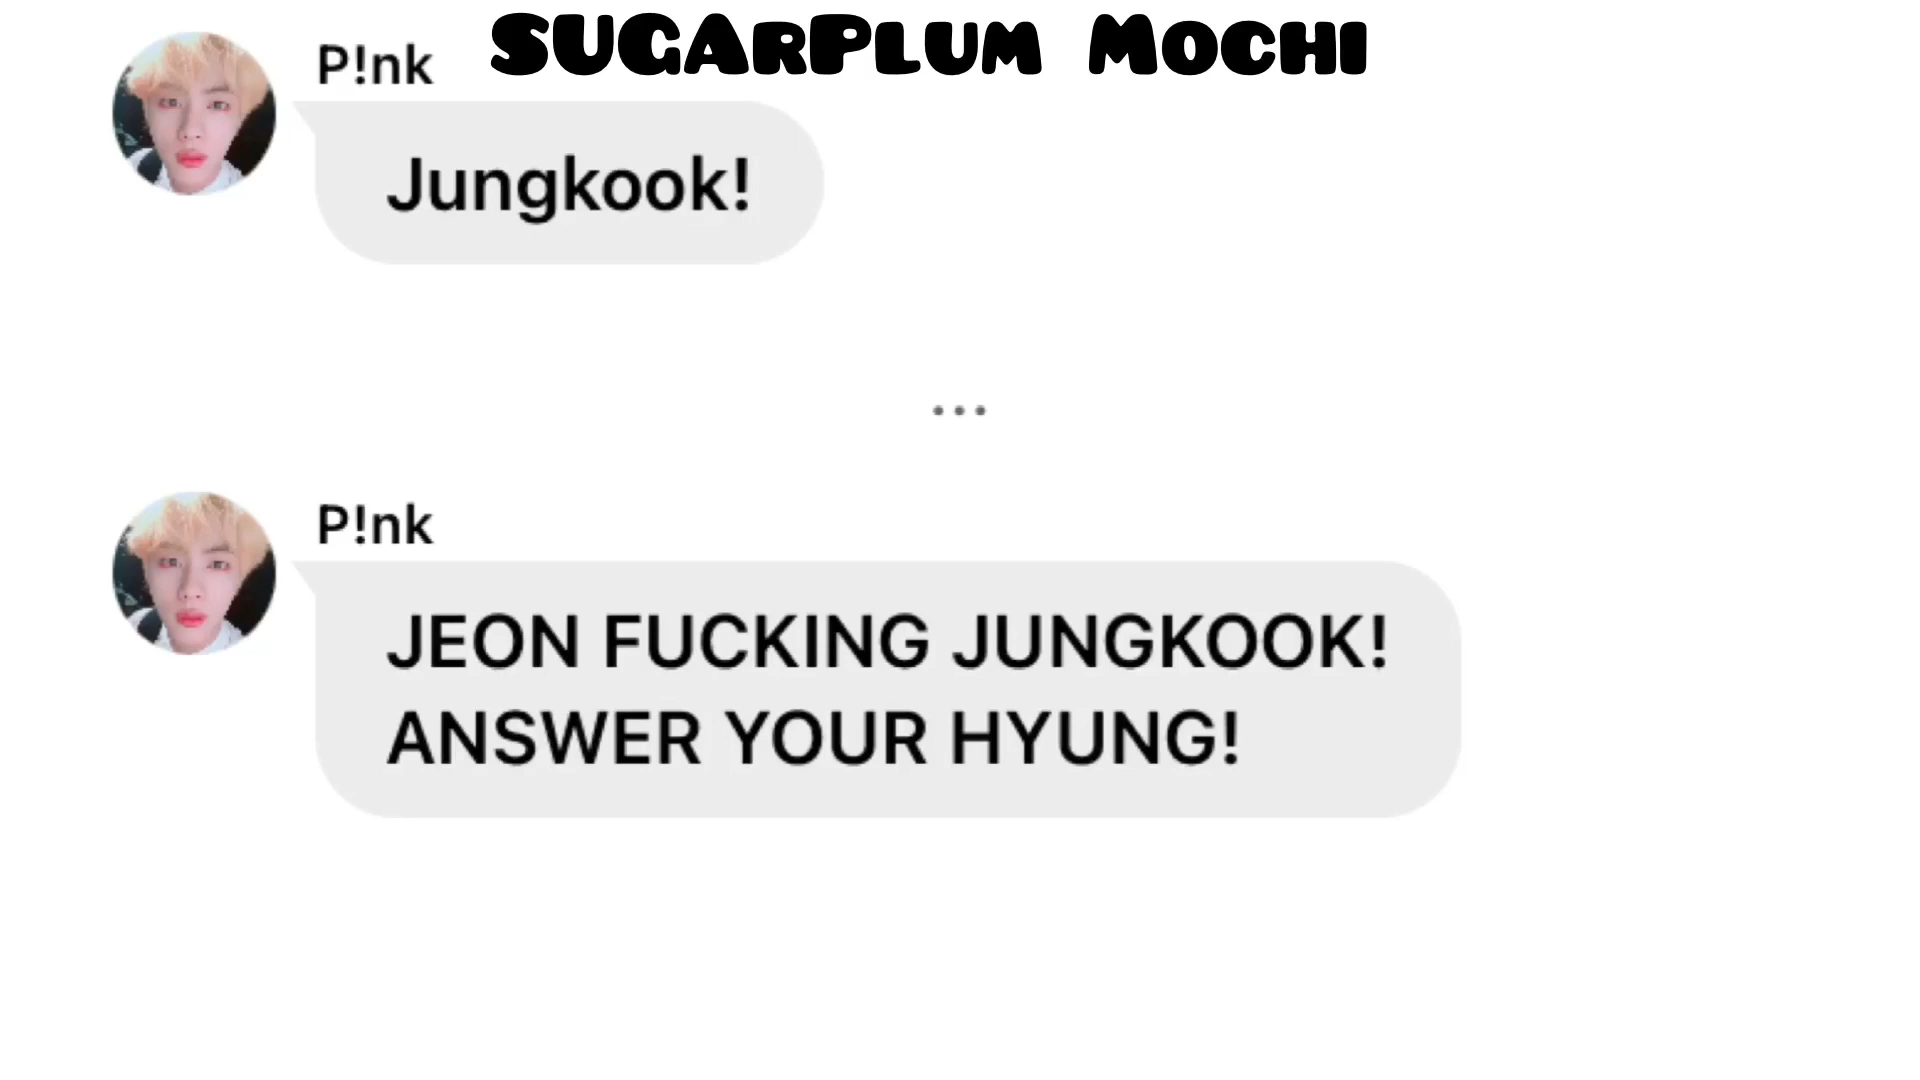 SUGARPLUM MOCHI
P!nk
Jungkook!
...
P!nk
JEON FUCKING JUNGKOOK!
ANSWER YOUR HYUNG!